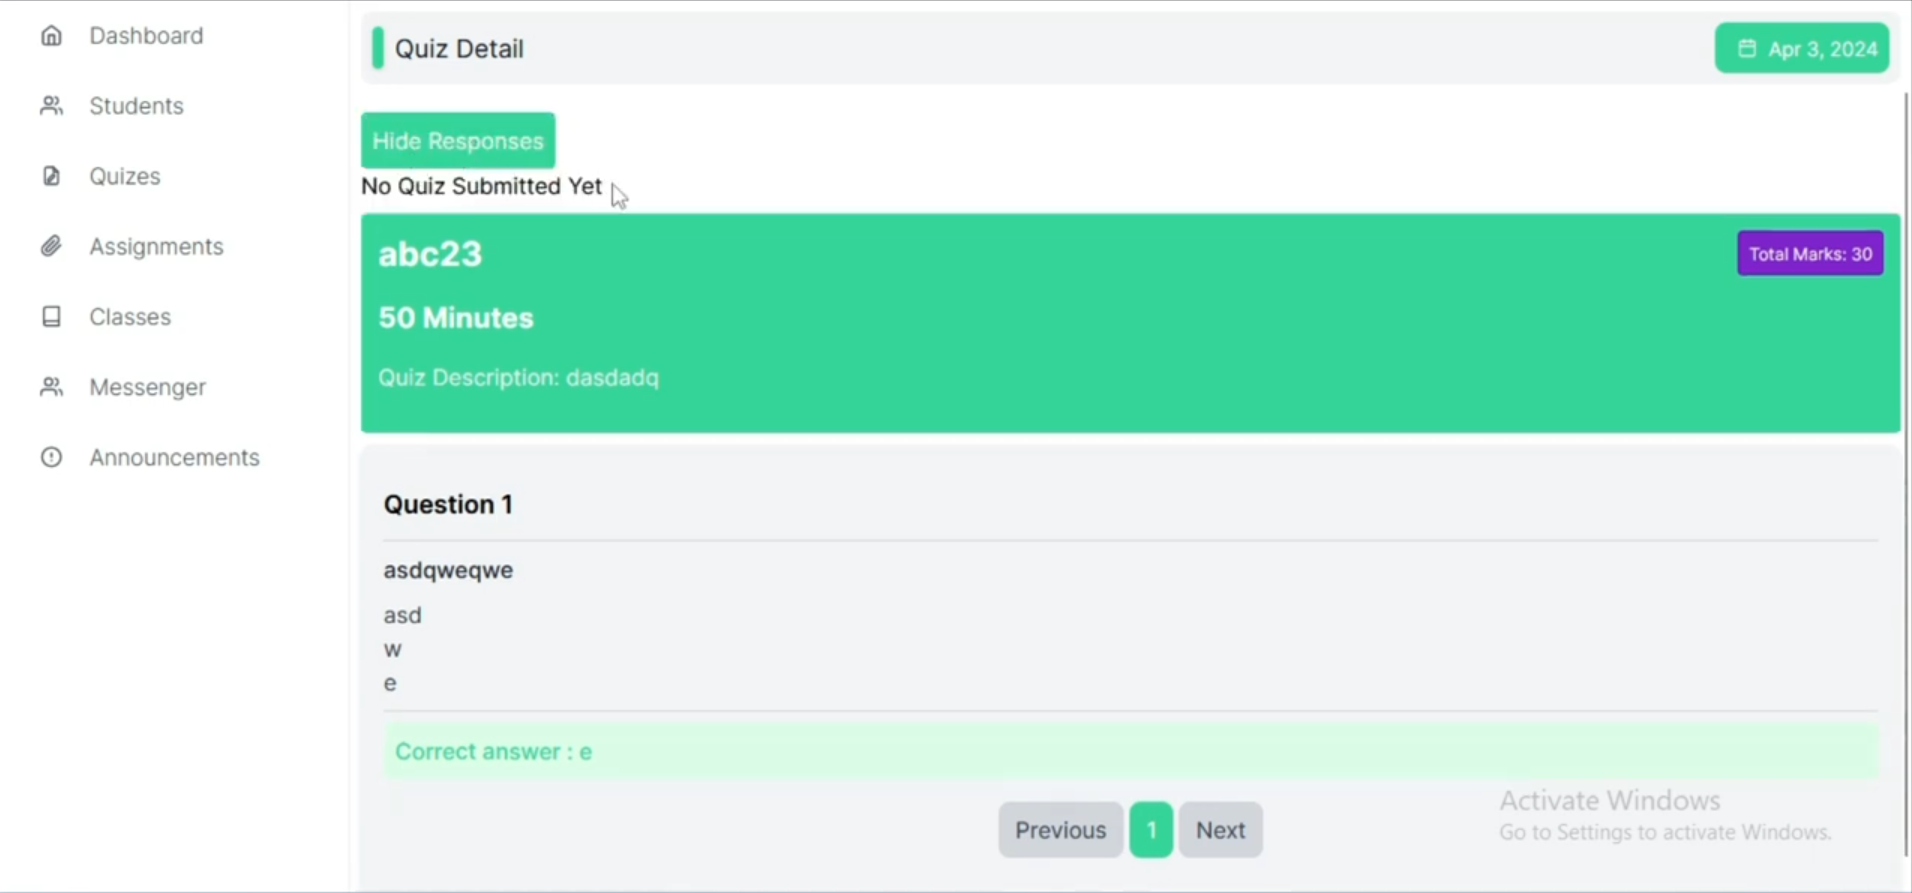 Dashboard
Students
Quizes
Assignments
Classes
Messenger
Announcements
Quiz Detail
Apr 3, 2024
Hide Responses
No Quiz Submitted Yet
abc23
Total Marks: 30
50 Minutes
Quiz Description: dasdadq
Question 1
asdqweqwe
asd
w
e
Correct answer : e
Previous 1 Next
Activate Windows
Go to Settings to activate Windows.